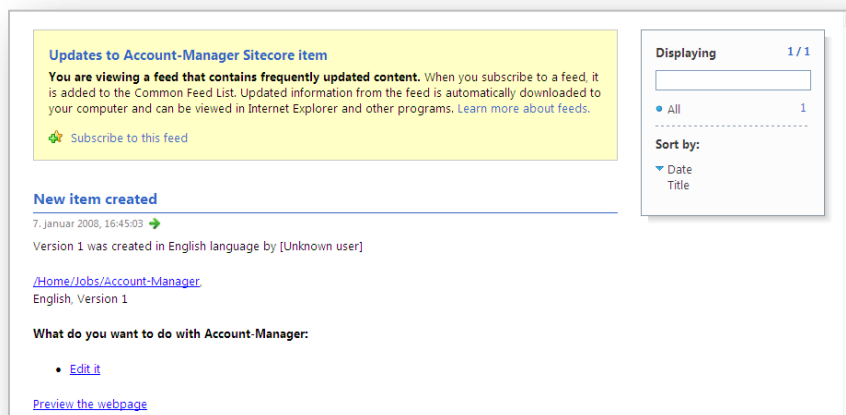 Updates to Account-Manager Sitecore item
You are viewing a feed that contains frequently updated content. When you subscribe to a feed, it
is added to the Common Feed List. Updated information from the feed is automatically downloaded to
your computer and can be viewed in Internet Explorer and other programs. Learn more about feeds.
Subscribe to this feed
New item created
7. januar 2008, 16:45:03
Version 1 was created in English language by [Unknown user]
/Home/Jobs/Account-Manager,
English, Version 1
What do you want to do with Account-Manager:
• Edit it
Preview the webpage
Displaying 1 / 1
All 1
Sort by:
Date
Title